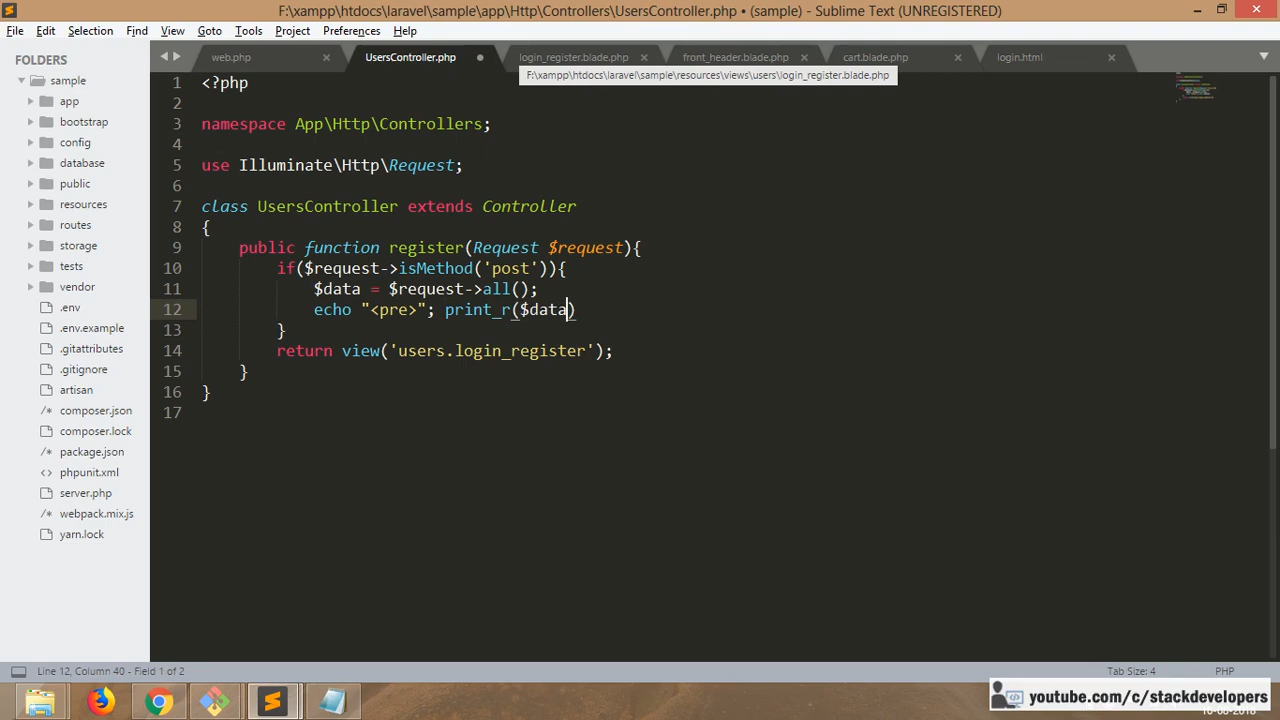 F:\xampp\htdocs\laravel\sample\app\Http\Controllers\UsersController.php • (sample) - Sublime Text (UNREGISTERED)
File Edit Selection Find View Goto Tools Project Preferences Help
FOLDERS
web.php
UsersController.php
login_register.blade.php
front_header.blade.php
cart.blade.php
login.html
F:\xampp\htdocs\laravel\sample\resources\views\users\login_register.blade.php
sample
app
bootstrap
config
database
public
resources
routes
storage
tests
vendor
.env
.env.example
.gitattributes
.gitignore
artisan
composer.json
composer.lock
package.json
phpunit.xml
server.php
webpack.mix.js
yarn.lock
1 <?php
2
3 namespace App\Http\Controllers;
4
5 use Illuminate\Http\Request;
6
7 class UsersController extends Controller
8 {
9 public function register(Request $request){
10 if($request->isMethod('post')){
11 $data = $request->all();
12 echo "<pre>"; print_r($data)
13 }
14 return view('users.login_register');
15 }
16 }
17
Line 12, Column 40 - Field 1 of 2
Tab Size: 4
PHP
youtube.com/c/stackdevelopers